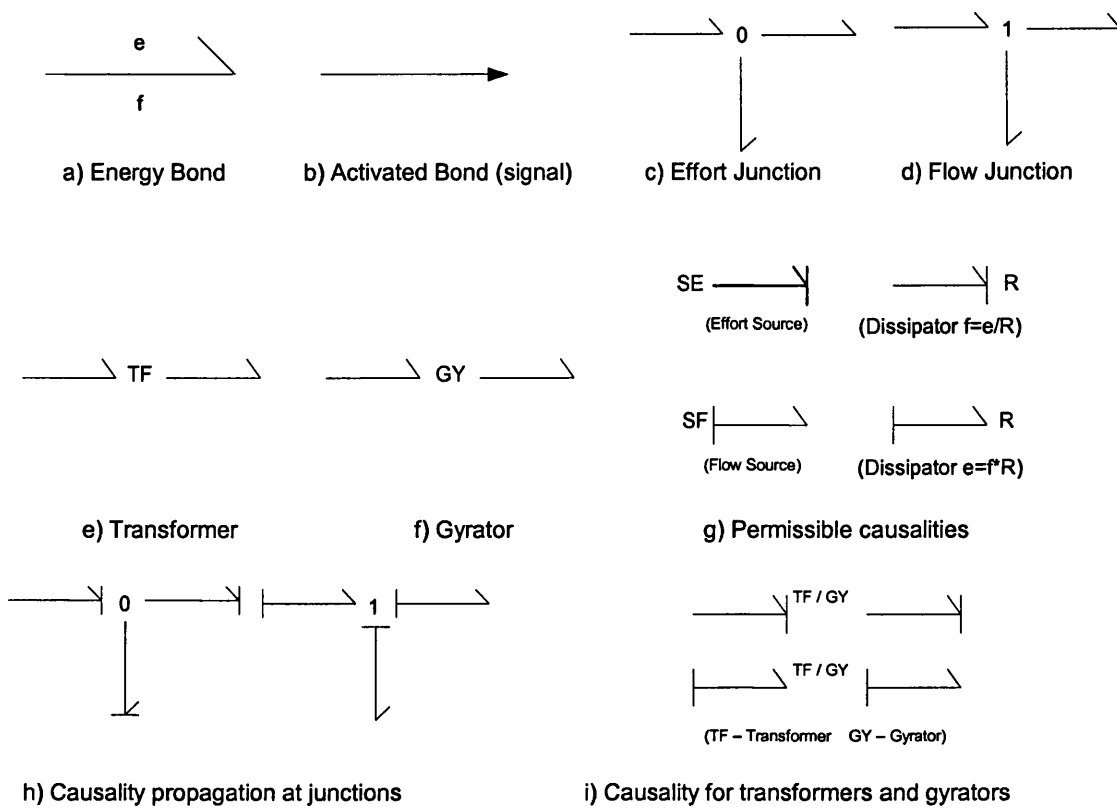 e
f
a) Energy Bond
b) Activated Bond (signal)
0
c) Effort Junction
1
d) Flow Junction
TF
e) Transformer
GY
f) Gyrator
SE
(Effort Source)
R
(Dissipator f=e/R)
SF
(Flow Source)
R
(Dissipator e=f*R)
g) Permissible causalities
0
1
h) Causality propagation at junctions
TF / GY
TF / GY
(TF – Transformer GY – Gyrator)
i) Causality for transformers and gyrators